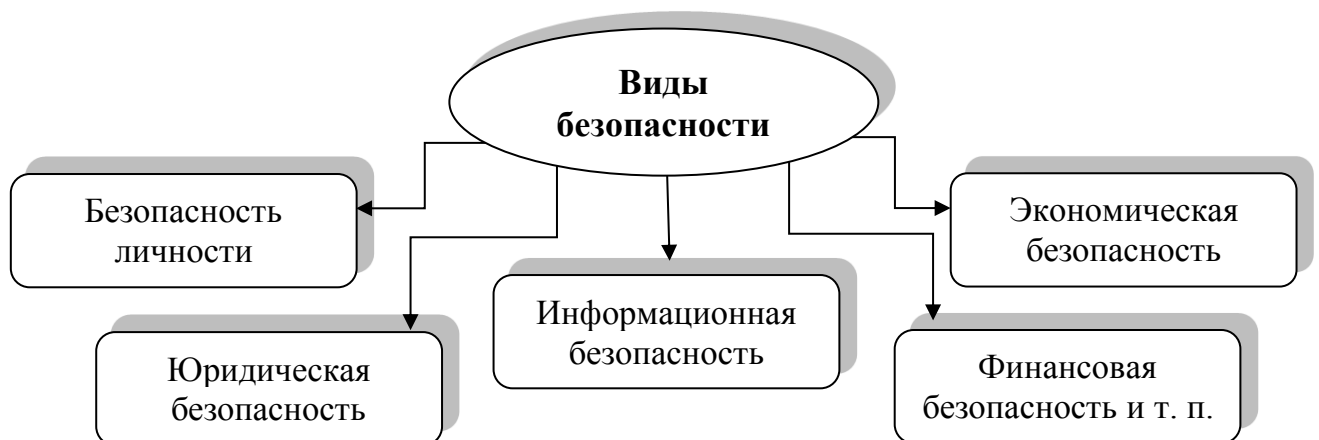 Виды
безопасности
Безопасность
личности
Экономическая
безопасность
Информационная
безопасность
Юридическая
безопасность
Финансовая
безопасность и т. п.